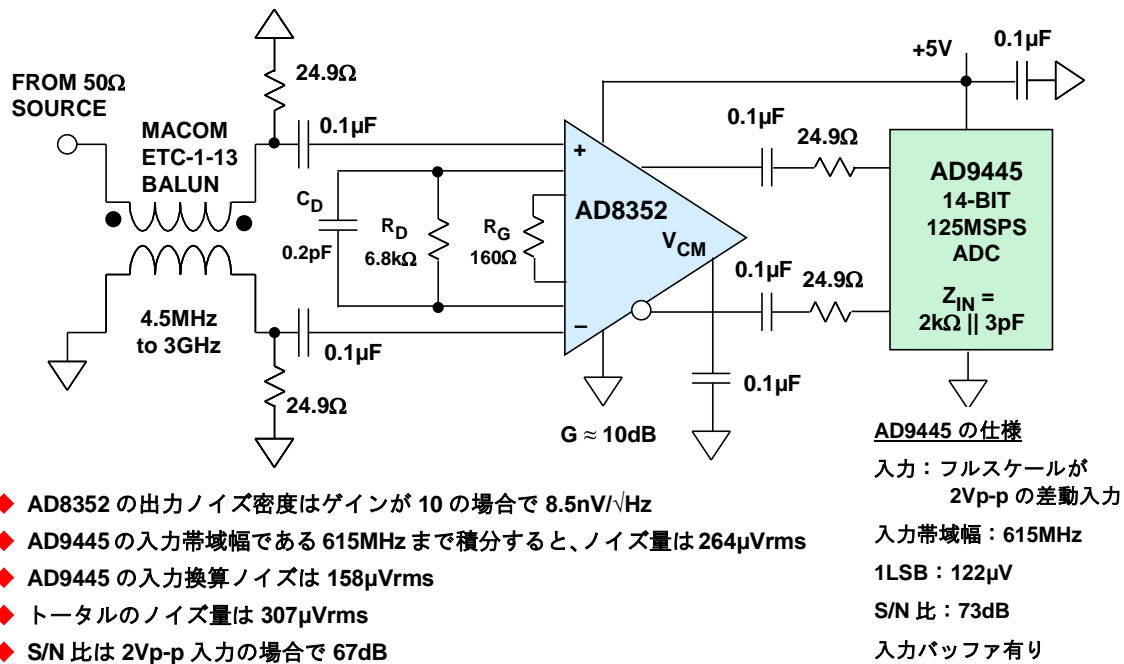 FROM 50Ω
SOURCE
MACOM
ETC-1-13
BALUN
4.5MHz
to 3GHz
24.9Ω
0.1µF
0.1µF
24.9Ω
C_D
0.2pF
R_D
6.8kΩ
R_G
160Ω
+
AD8352
V_CM
−
G ≈ 10dB
0.1µF
24.9Ω
0.1µF
24.9Ω
0.1µF
+5V
0.1µF
AD9445
14-BIT
125MSPS
ADC
Z_IN =
2kΩ || 3pF
AD9445 の仕様
入力：フルスケールが
2Vp-p の差動入力
入力帯域幅：615MHz
1LSB：122µV
S/N 比：73dB
入力バッファ有り
AD8352 の出力ノイズ密度はゲインが 10 の場合で 8.5nV/√Hz
AD9445 の入力帯域幅である 615MHz まで積分すると、ノイズ量は 264µVrms
AD9445 の入力換算ノイズは 158µVrms
トータルのノイズ量は 307µVrms
S/N 比は 2Vp-p 入力の場合で 67dB